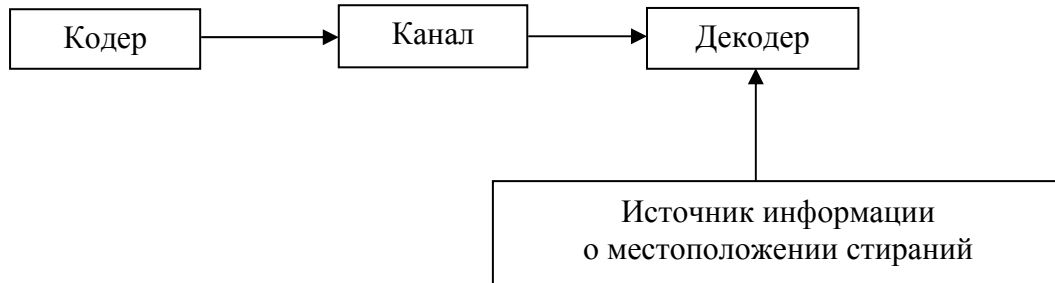 Кодер
Канал
Декодер
Источник информации
о местоположении стираний